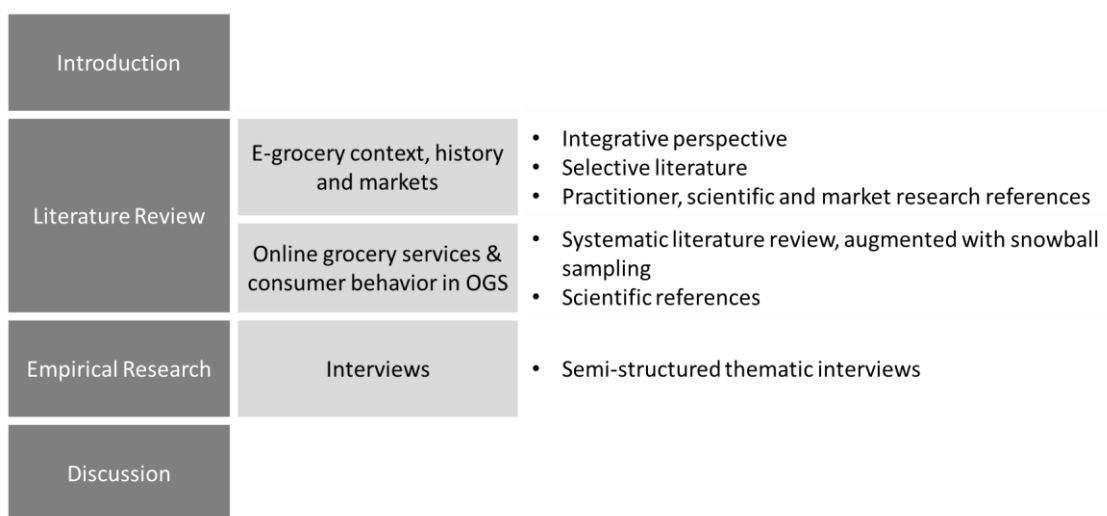 Introduction
Literature Review
E-grocery context, history
and markets
• Integrative perspective
• Selective literature
• Practitioner, scientific and market research references
Online grocery services &
consumer behavior in OGS
• Systematic literature review, augmented with snowball
sampling
• Scientific references
Empirical Research
Interviews
• Semi-structured thematic interviews
Discussion